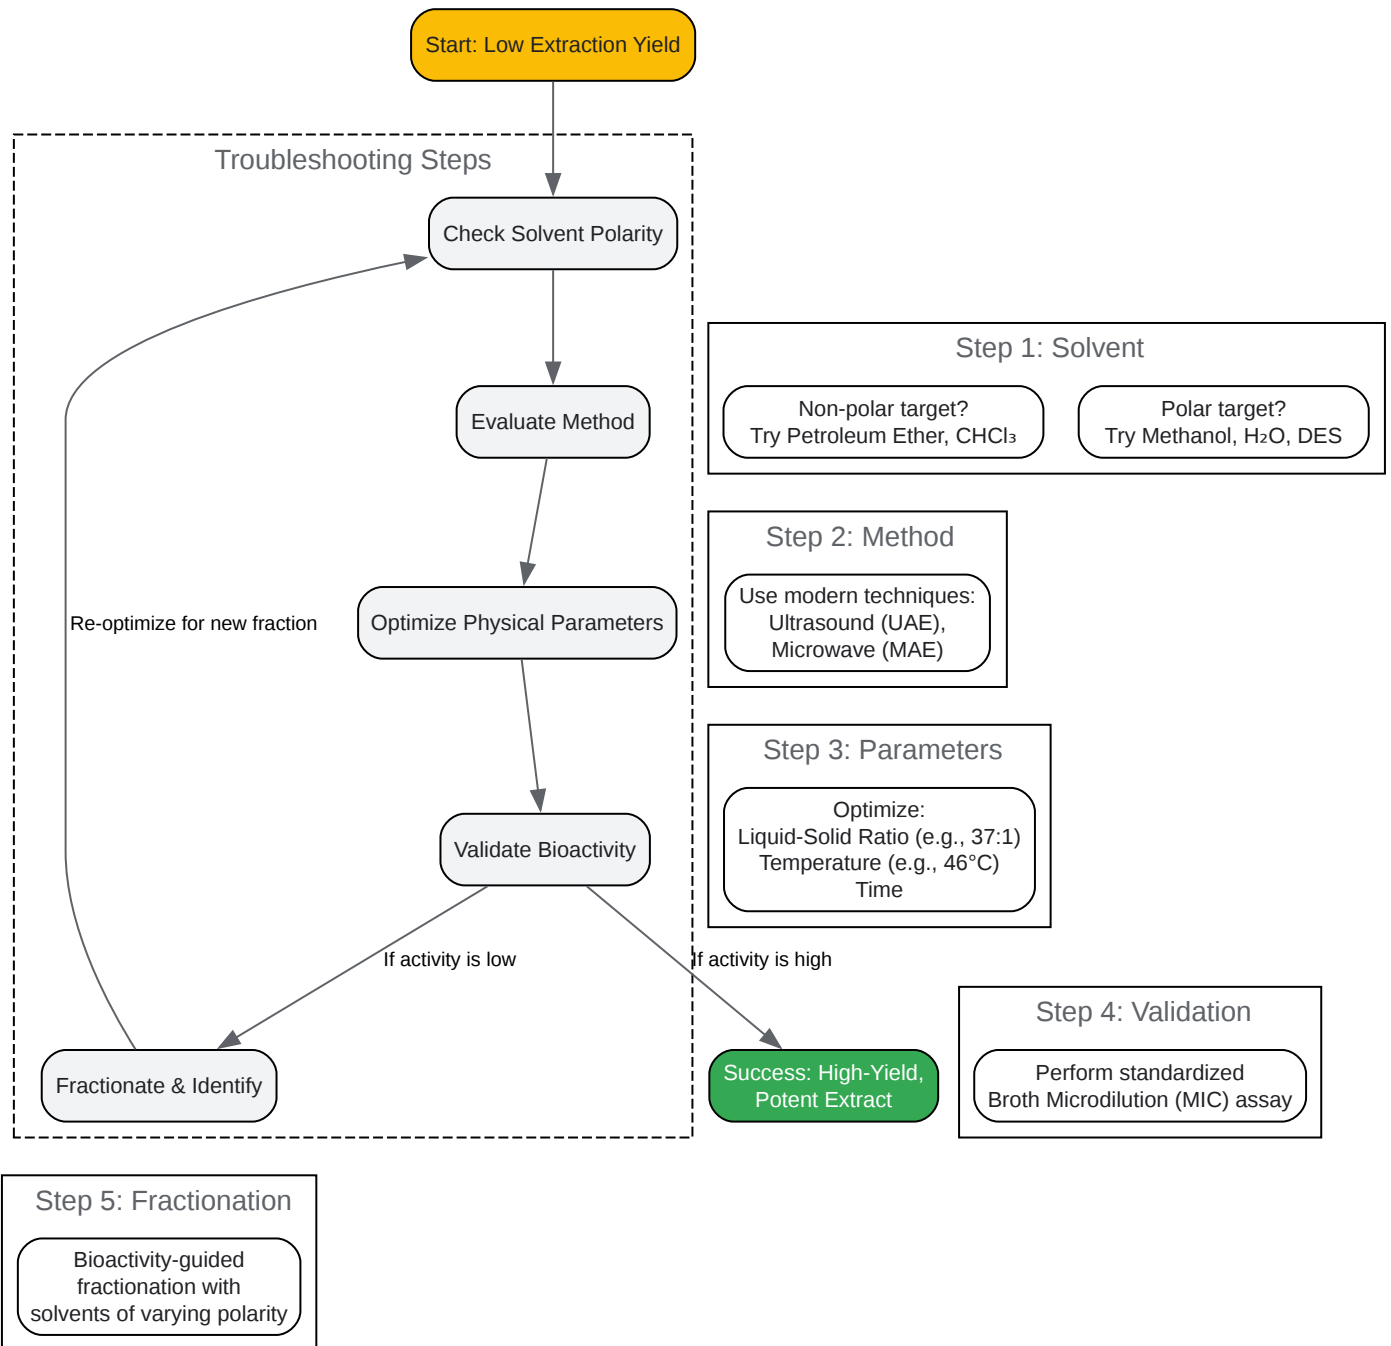 Start: Low Extraction Yield
Troubleshooting Steps
Check Solvent Polarity
Evaluate Method
Optimize Physical Parameters
Re-optimize for new fraction
Validate Bioactivity
If activity is low
If activity is high
Fractionate & Identify
Success: High-Yield,
Potent Extract
Step 1: Solvent
Non-polar target?
Try Petroleum Ether, CHCl₃
Polar target?
Try Methanol, H₂O, DES
Step 2: Method
Use modern techniques:
Ultrasound (UAE),
Microwave (MAE)
Step 3: Parameters
Optimize:
Liquid-Solid Ratio (e.g., 37:1)
Temperature (e.g., 46°C)
Time
Step 4: Validation
Perform standardized
Broth Microdilution (MIC) assay
Step 5: Fractionation
Bioactivity-guided
fractionation with
solvents of varying polarity